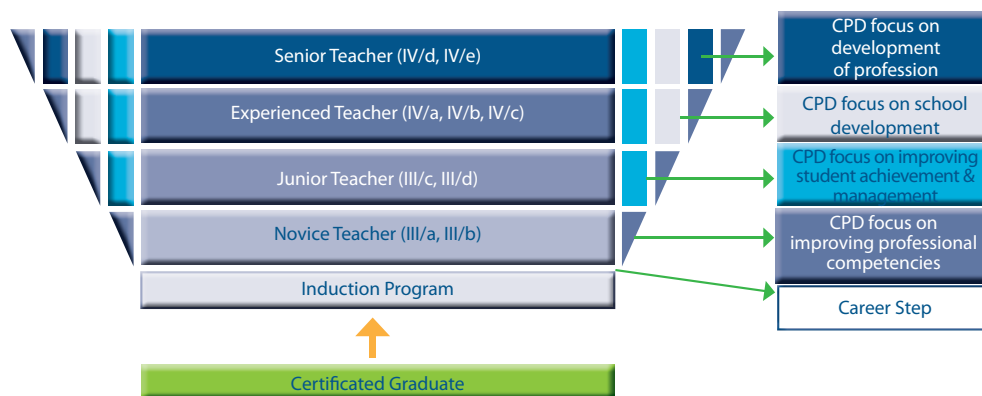 Senior Teacher (IV/d, IV/e)
CPD focus on
development
of profession
Experienced Teacher (IV/a, IV/b, IV/c)
CPD focus on school
development
Junior Teacher (III/c, III/d)
CPD focus on improving
student achievement &
management
Novice Teacher (III/a, III/b)
CPD focus on
improving professional
competencies
Induction Program
Career Step
Certificated Graduate